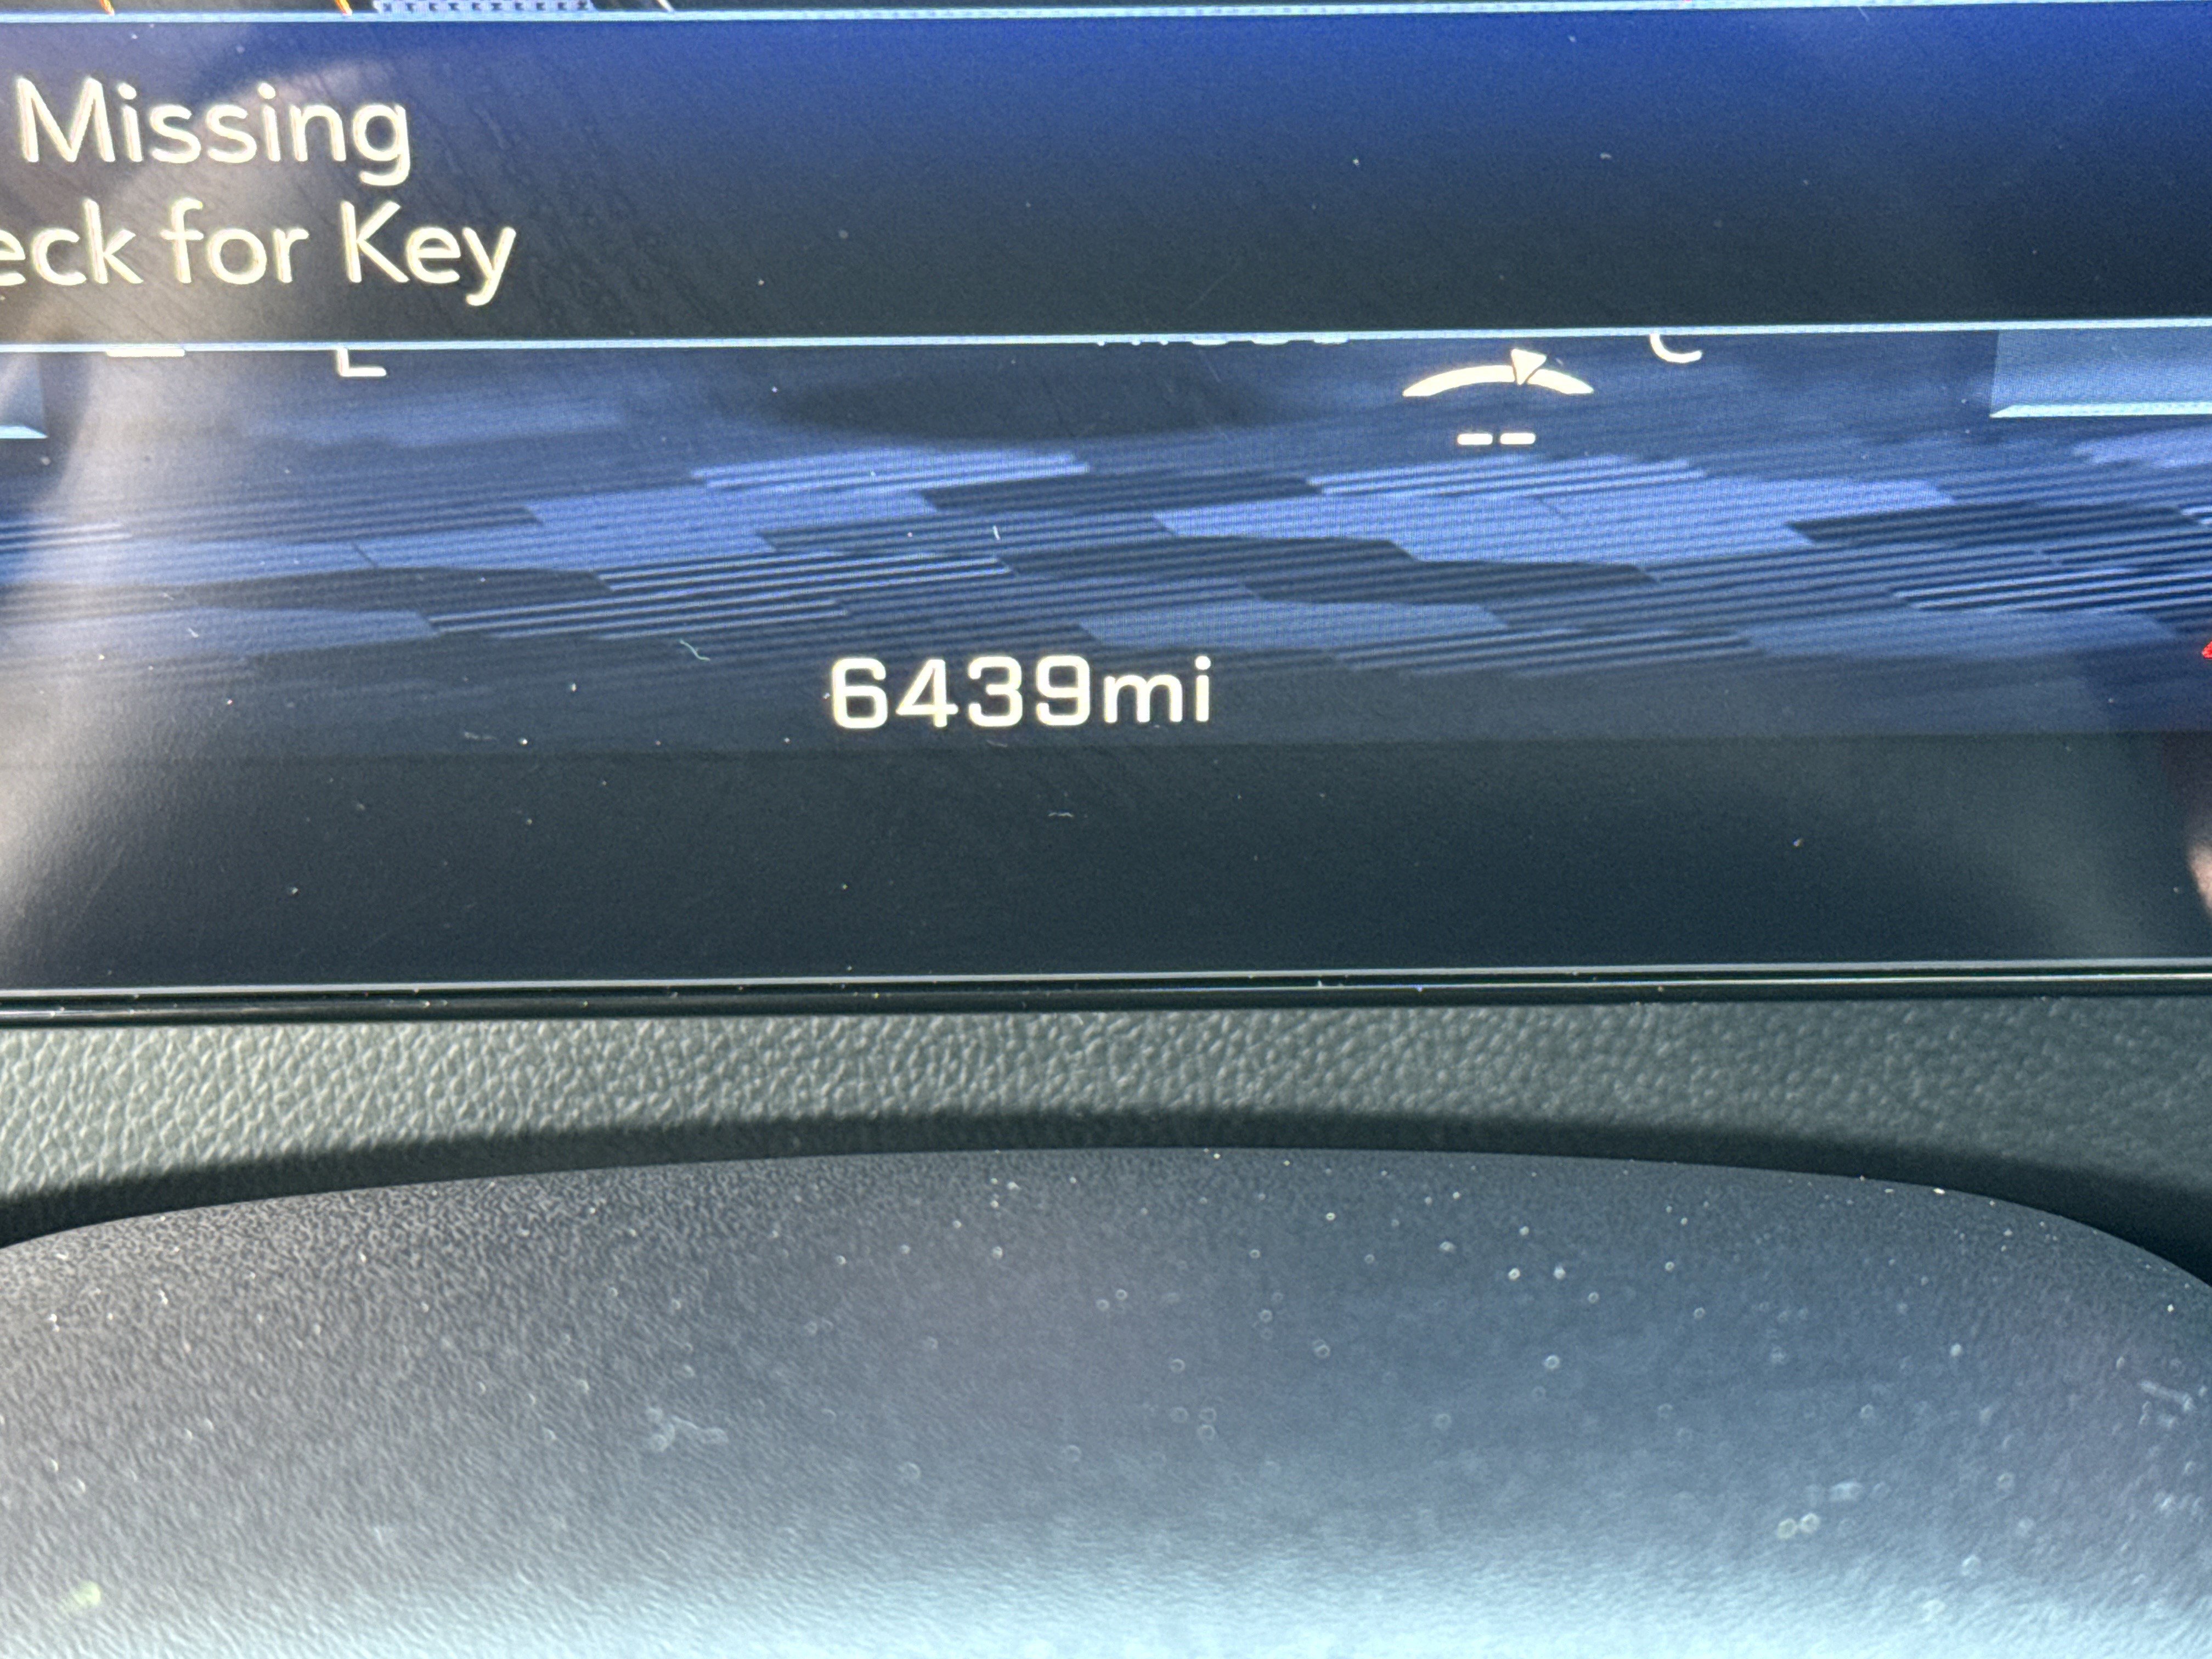 Missing
eck for Key
6439mi